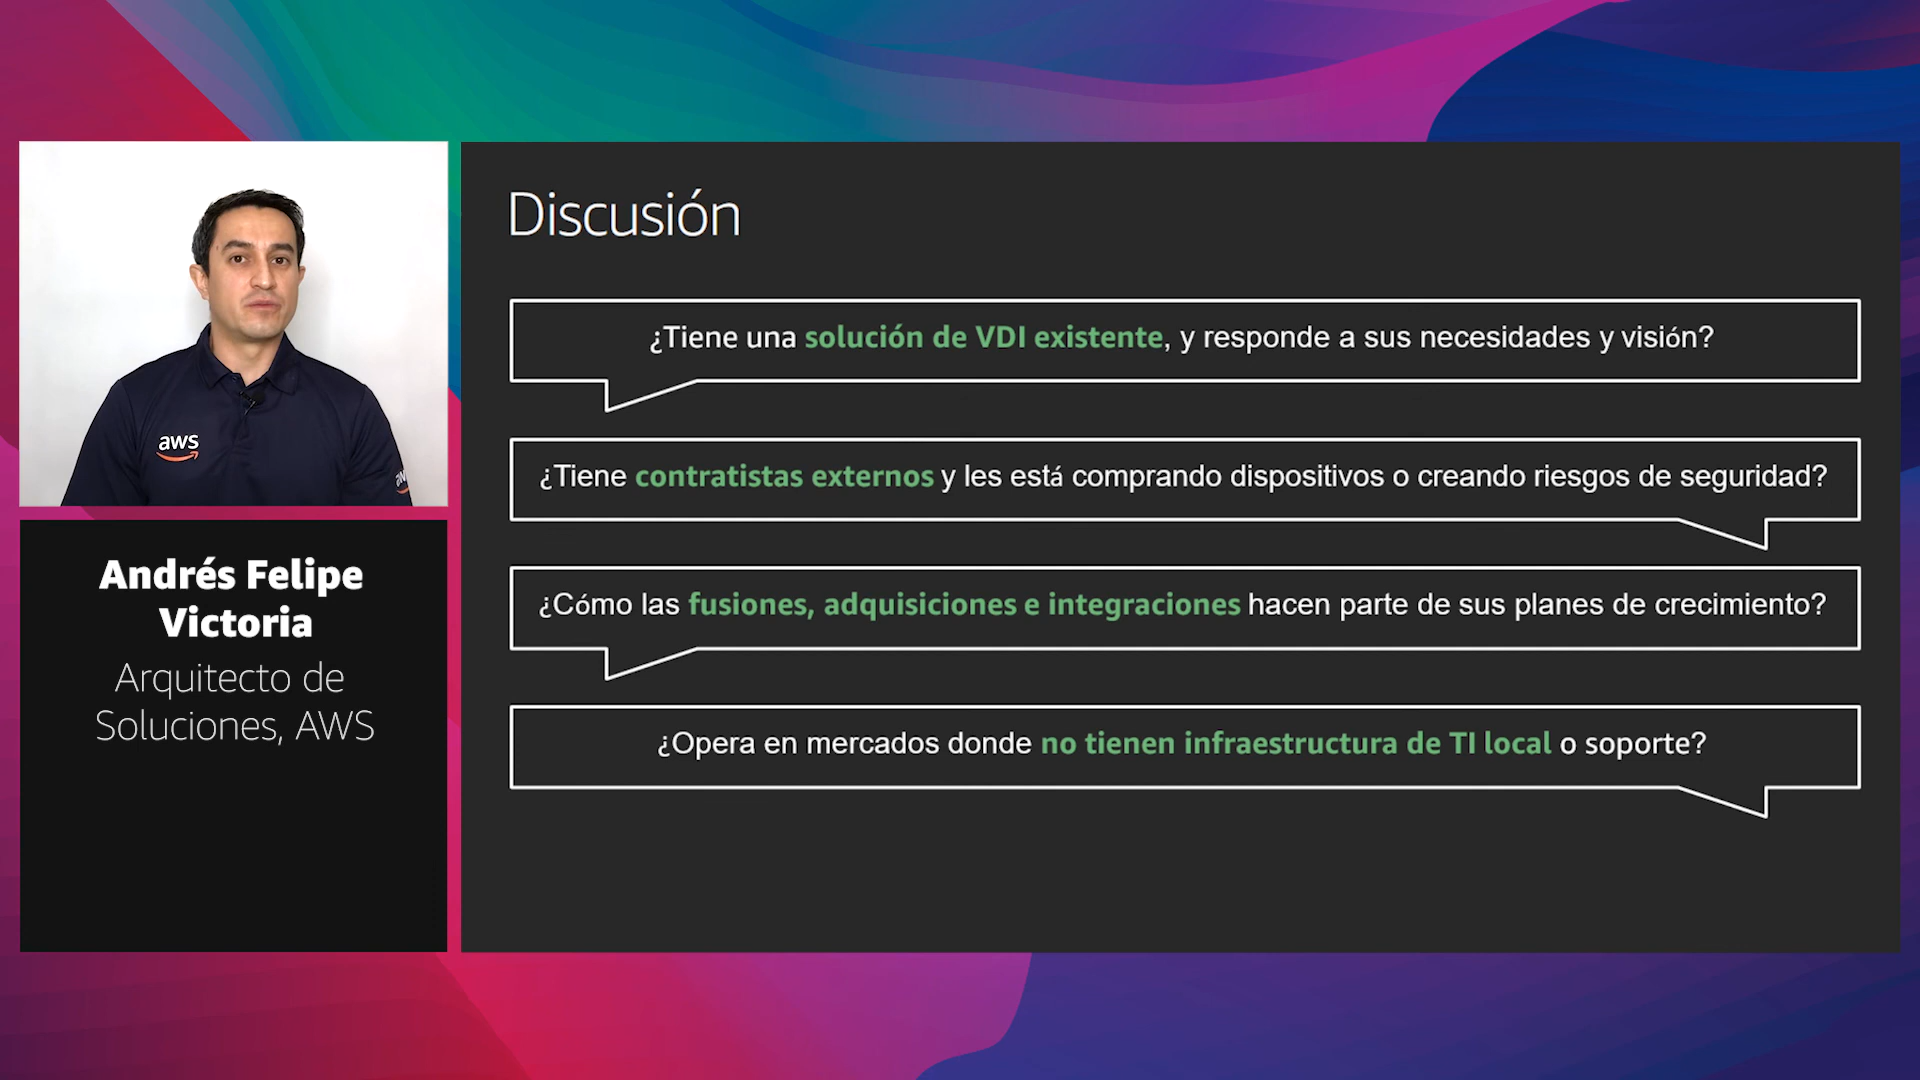 aws
Andrés Felipe
Victoria
Arquitecto de
Soluciones, AWS
Discusión
¿Tiene una solución de VDI existente, y responde a sus necesidades y visión?
¿Tiene contratistas externos y les está comprando dispositivos o creando riesgos de seguridad?
¿Cómo las fusiones, adquisiciones e integraciones hacen parte de sus planes de crecimiento?
¿Opera en mercados donde no tienen infraestructura de TI local o soporte?